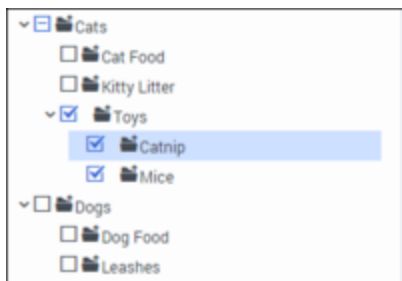 Cats
Cat Food
Kitty Litter
Toys
Catnip
Mice
Dogs
Dog Food
Leashes